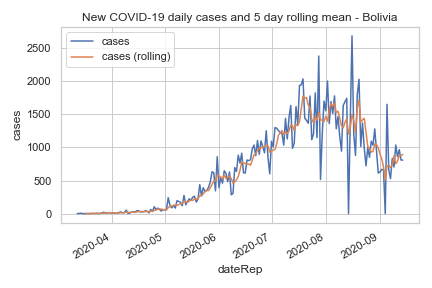 New COVID-19 daily cases and 5 day rolling mean - Bolivia
cases
cases (rolling)
2500
2000
1500
1000
500
0
cases
2020-04
2020-05
2020-06
2020-07
2020-08
2020-09
dateRep